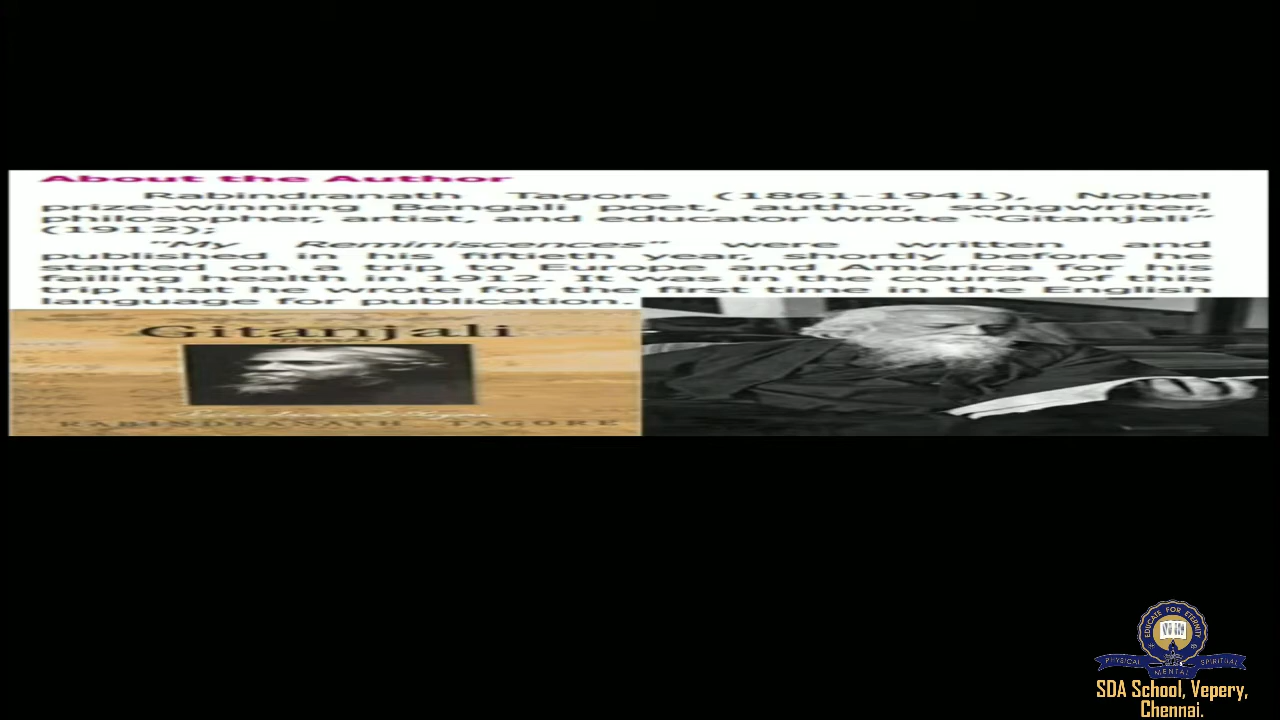 About the Author
Rabindranath Tagore (1861-1941), Nobel
prize-winning Bengali poet, author, songwriter,
philosopher, artist, and educator wrote "Gitanjali"
(1912);
"My Reminiscences" were written and
published in his fiftieth year, shortly before he
started on a trip to Europe and America for his
failing health in 1912. It was in the course of this
trip that he wrote for the first time in the English
language for publication.
Gitanjali
RABINDRANATH TAGORE
EDUCATE FOR ETERNITY
PHYSICAL MENTAL SPIRITUAL
SDA School, Vepery,
Chennai.